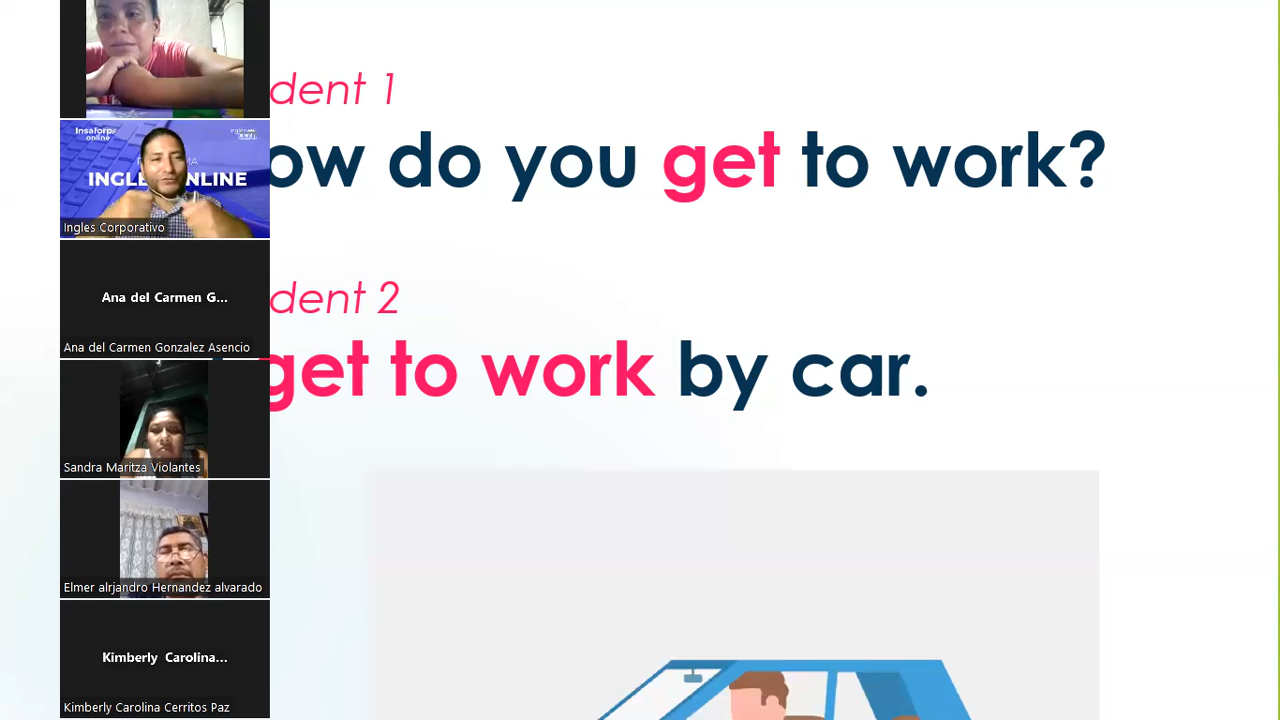 dent 1
ow do you get to work?
dent 2
get to work by car.
Insaforp
online
INGL ONLINE
Ingles Corporativo
Ana del Carmen G...
Ana del Carmen Gonzalez Asencio
Sandra Maritza Violantes
Elmer alrjandro Hernandez alvarado
Kimberly Carolina...
Kimberly Carolina Cerritos Paz